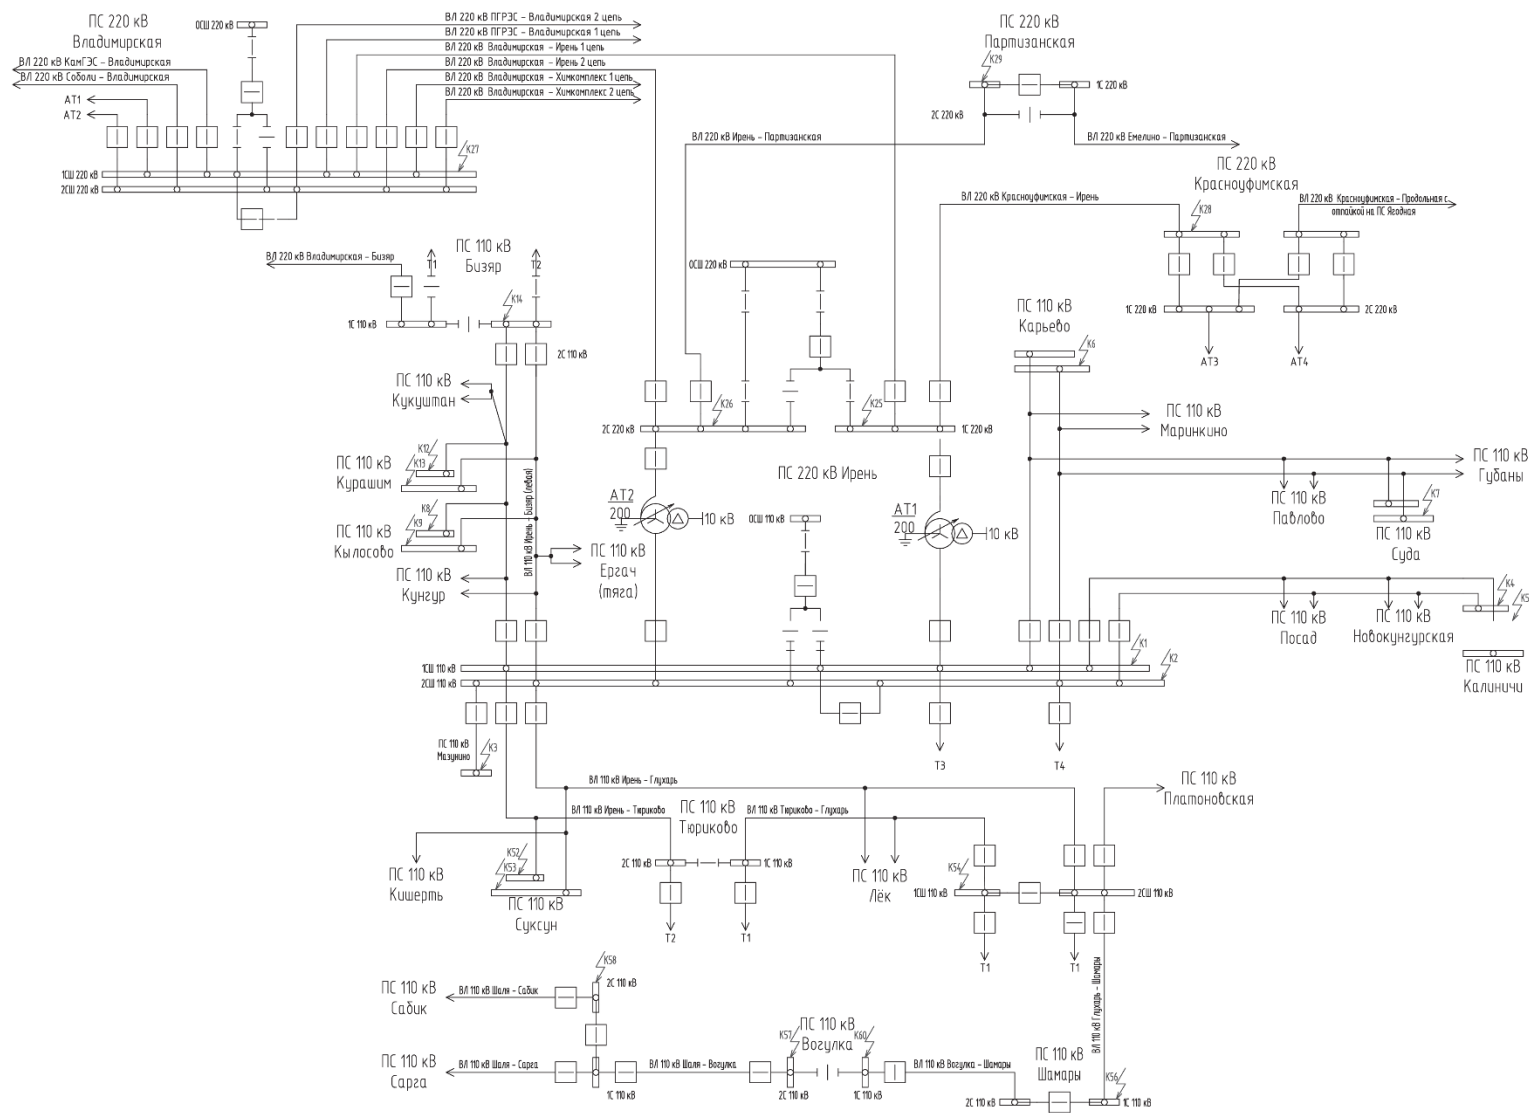 ПС 220 кВ
Владимирская
ОСШ 220 кВ
ВЛ 220 кВ ПГРЭС – Владимирская 2 цепь
ВЛ 220 кВ ПГРЭС – Владимирская 1 цепь
ВЛ 220 кВ Владимирская – Ирень 1 цепь
ВЛ 220 кВ Владимирская – Ирень 2 цепь
ВЛ 220 кВ Владимирская – Химкомплекс 1 цепь
ВЛ 220 кВ Владимирская – Химкомплекс 2 цепь
ВЛ 220 кВ КамГЭС – Владимирская
ВЛ 220 кВ Соболи – Владимирская
АТ1
АТ2
К27
1СШ 220 кВ
2СШ 220 кВ
ПС 220 кВ
Партизанская
К29
1С 220 кВ
2С 220 кВ
ВЛ 220 кВ Ирень – Партизанская
ВЛ 220 кВ Емелино – Партизанская
ПС 220 кВ
Красноуфимская
ВЛ 220 кВ Красноуфимская – Ирень
ВЛ 220 кВ Красноуфимская – Продольная с
отпайкой на ПС Ягодная
К28
1С 220 кВ
2С 220 кВ
АТ3
АТ4
ВЛ 220 кВ Владимирская – Бизяр
Т1
ПС 110 кВ
Бизяр
Т2
К14
1С 110 кВ
2С 110 кВ
ОСШ 220 кВ
ПС 110 кВ
Карьево
К6
ПС 110 кВ
Кукуштан
К26
К25
2С 220 кВ
1С 220 кВ
ПС 110 кВ
Маринкино
ПС 110 кВ
Курашим
К12
К13
ПС 220 кВ Ирень
ПС 110 кВ
Губаны
ПС 110 кВ
Павлово
К7
ПС 110 кВ
Суда
ПС 110 кВ
Кылосово
К8
К9
ВЛ 110 кВ Ирень – Бизяр (левая)
АТ2
200
10 кВ
ОСШ 110 кВ
АТ1
200
10 кВ
ПС 110 кВ
Ергач
(тяга)
ПС 110 кВ
Кунгур
К4
К5
ПС 110 кВ
Посад
ПС 110 кВ
Новокунгурская
ПС 110 кВ
Калиничи
К1
К2
1СШ 110 кВ
2СШ 110 кВ
ПС 110 кВ
Мазунино
К3
Т3
Т4
ВЛ 110 кВ Ирень – Глухарь
ПС 110 кВ
Платоновская
ВЛ 110 кВ Ирень – Тюриково
ПС 110 кВ
Тюриково
ВЛ 110 кВ Тюриково – Глухарь
К52
К53
2С 110 кВ
1С 110 кВ
ПС 110 кВ
Кишерть
ПС 110 кВ
Суксун
ПС 110 кВ
Лёк
К54
1СШ 110 кВ
2СШ 110 кВ
Т2
Т1
Т1
Т1
К58
2С 110 кВ
ПС 110 кВ
Сабик
ВЛ 110 кВ Шаля – Сабик
ВЛ 110 кВ Глухарь – Шамары
ПС 110 кВ
Вогулка
К57
К60
ПС 110 кВ
Сарга
ВЛ 110 кВ Шаля – Сарга
ВЛ 110 кВ Шаля – Вогулка
ВЛ 110 кВ Вогулка – Шамары
1С 110 кВ
2С 110 кВ
1С 110 кВ
ПС 110 кВ
Шамары
К56
2С 110 кВ
1С 110 кВ